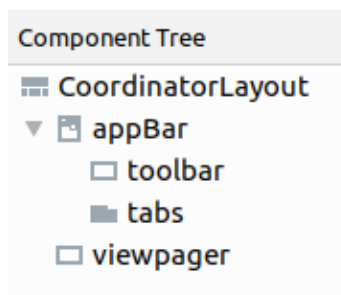 Component Tree
CoordinatorLayout
appBar
toolbar
tabs
viewpager